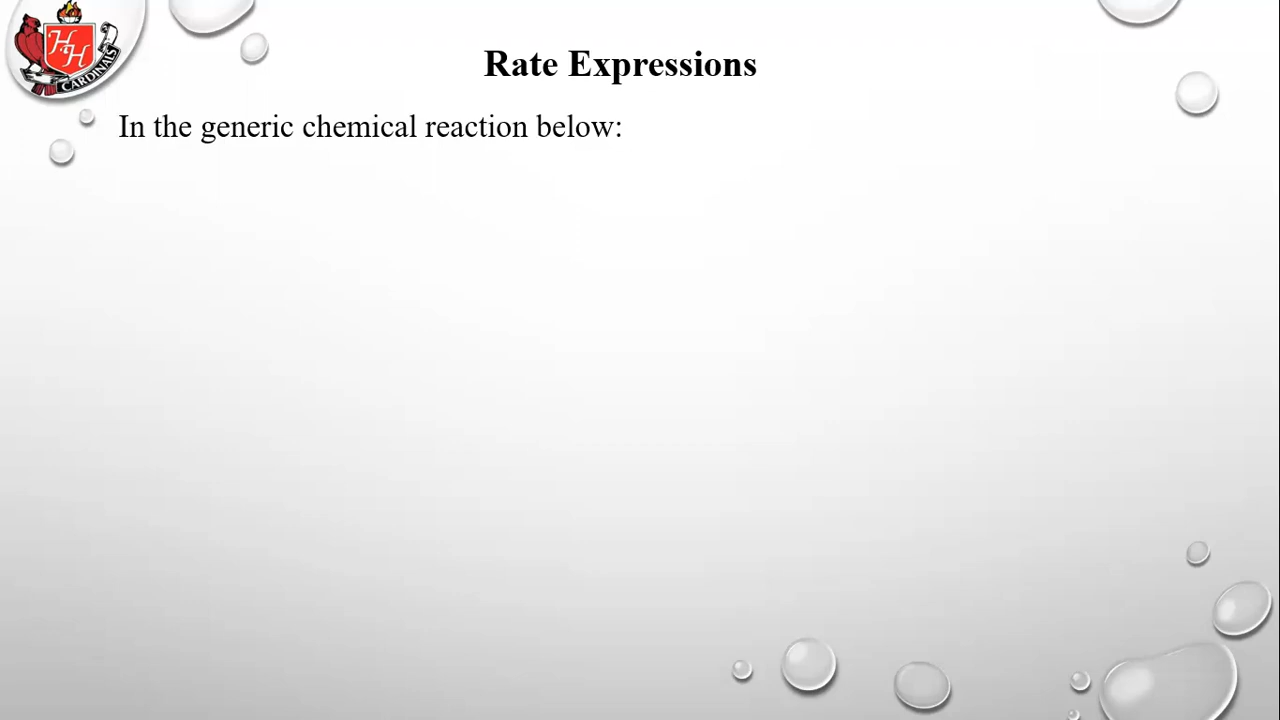 H H
CARDINALS
Rate Expressions
In the generic chemical reaction below: